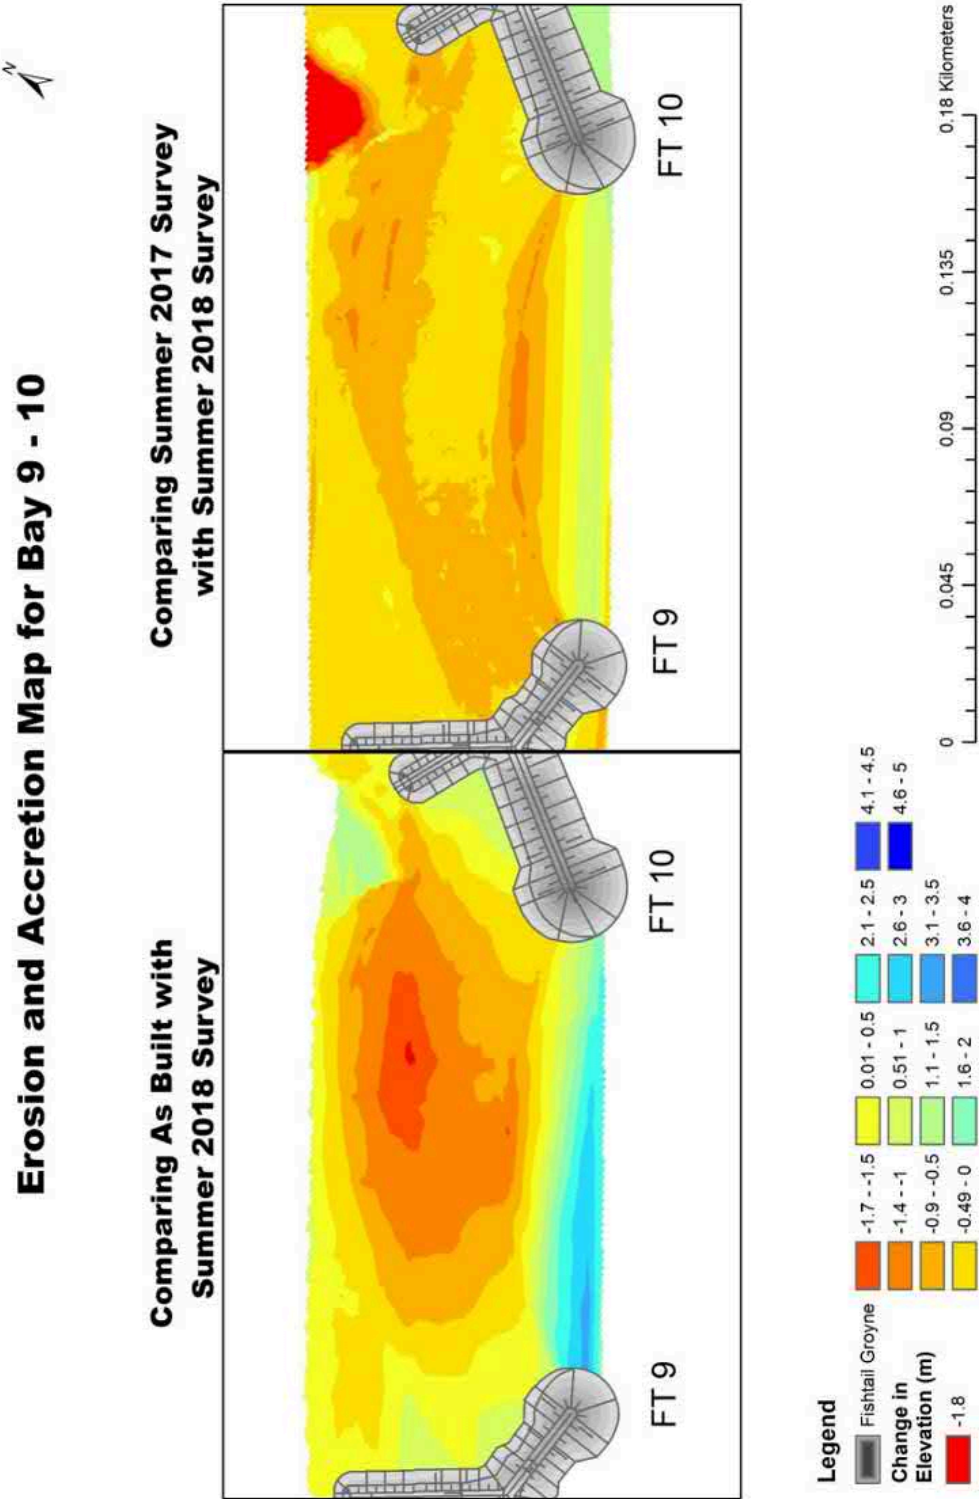 Erosion and Accretion Map for Bay 9 - 10
N
Comparing As Built with
Summer 2018 Survey
Comparing Summer 2017 Survey
with Summer 2018 Survey
FT 9
FT 10
FT 9
FT 10
Legend
Fishtail Groyne
Change in
Elevation (m)
-1.8
-1.7 - -1.5
-1.4 - -1
-0.9 - -0.5
-0.49 - 0
0.01 - 0.5
0.51 - 1
1.1 - 1.5
1.6 - 2
2.1 - 2.5
2.6 - 3
3.1 - 3.5
3.6 - 4
4.1 - 4.5
4.6 - 5
0 0.045 0.09 0.135 0.18 Kilometers